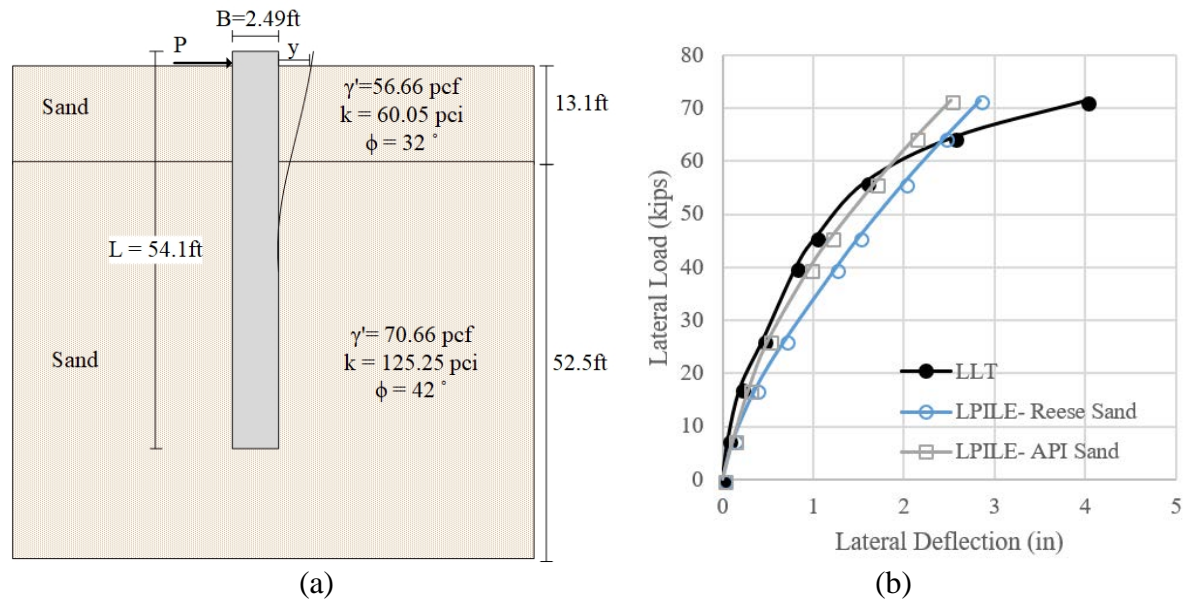 B=2.49ft
P
y
Sand
γ'=56.66 pcf
k = 60.05 pci
ϕ = 32 °
13.1ft
L = 54.1ft
Sand
γ'= 70.66 pcf
k = 125.25 pci
ϕ = 42 °
52.5ft
(a)
Lateral Load (kips)
80
70
60
50
40
30
20
10
0
LLT
LPILE- Reese Sand
LPILE- API Sand
0 1 2 3 4 5
Lateral Deflection (in)
(b)